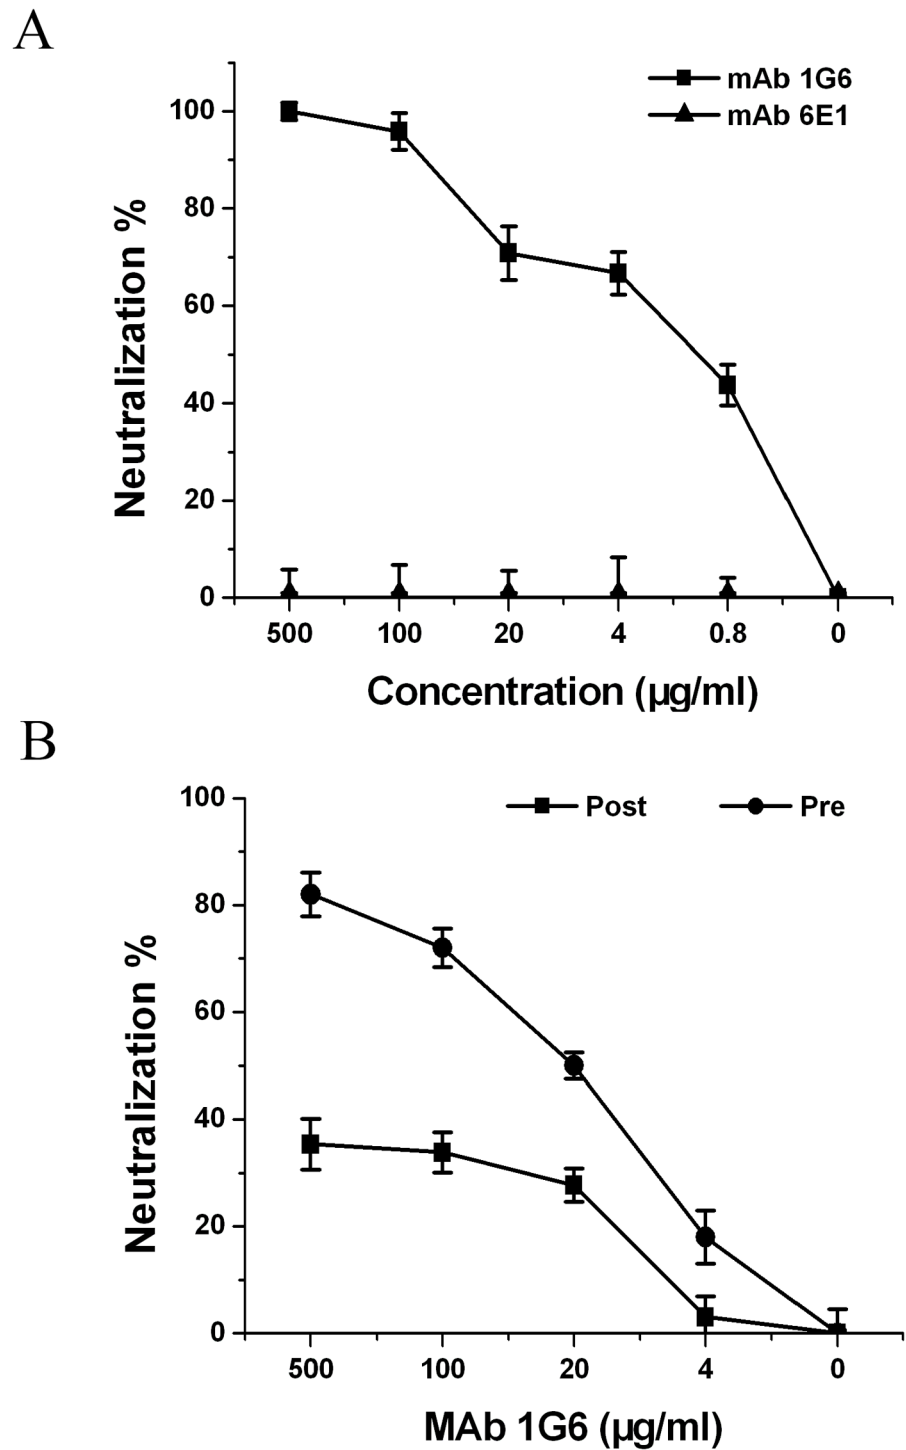 A
mAb 1G6
mAb 6E1
100
80
60
40
20
0
Neutralization %
500 100 20 4 0.8 0
Concentration (µg/ml)
B
Post Pre
100
80
60
40
20
0
Neutralization %
500 100 20 4 0
MAb 1G6 (µg/ml)